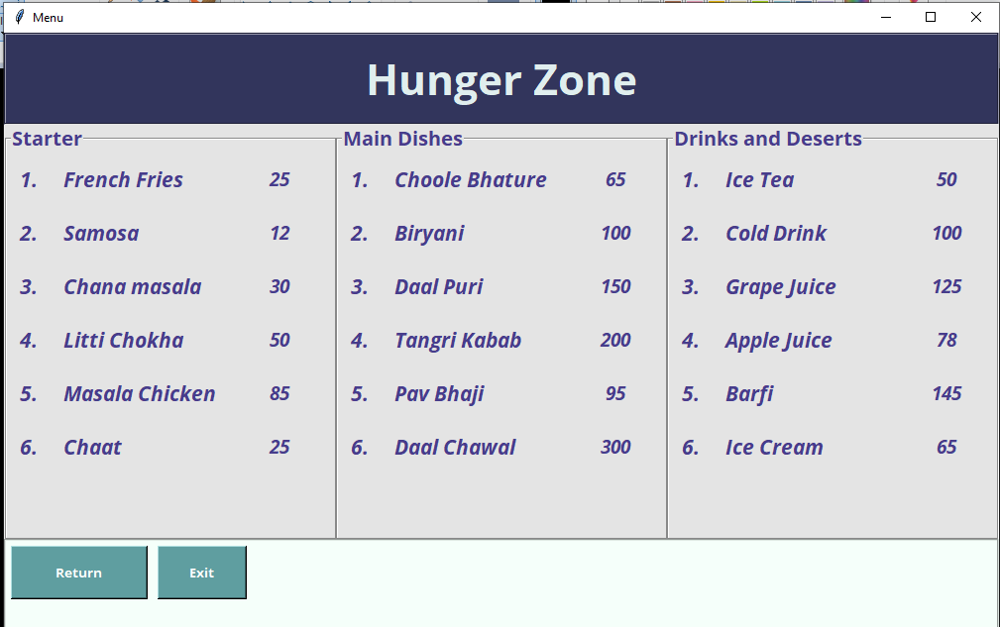 Menu
Hunger Zone
Starter
1. French Fries 25
2. Samosa 12
3. Chana masala 30
4. Litti Chokha 50
5. Masala Chicken 85
6. Chaat 25
Main Dishes
1. Choole Bhature 65
2. Biryani 100
3. Daal Puri 150
4. Tangri Kabab 200
5. Pav Bhaji 95
6. Daal Chawal 300
Drinks and Deserts
1. Ice Tea 50
2. Cold Drink 100
3. Grape Juice 125
4. Apple Juice 78
5. Barfi 145
6. Ice Cream 65
Return Exit